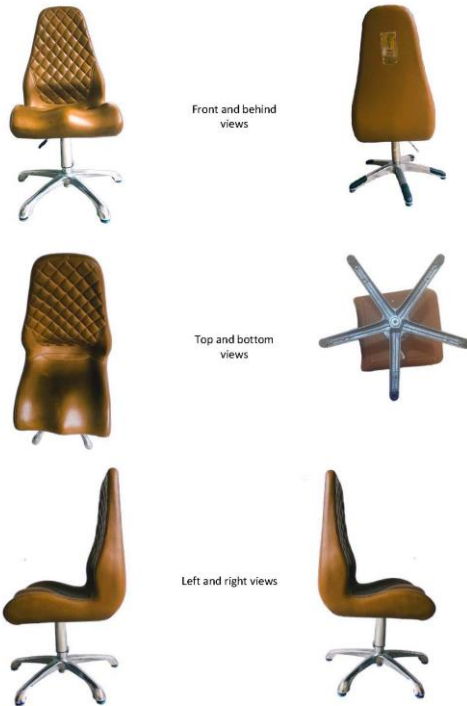 Front and behind
views
Top and bottom
views
Left and right views